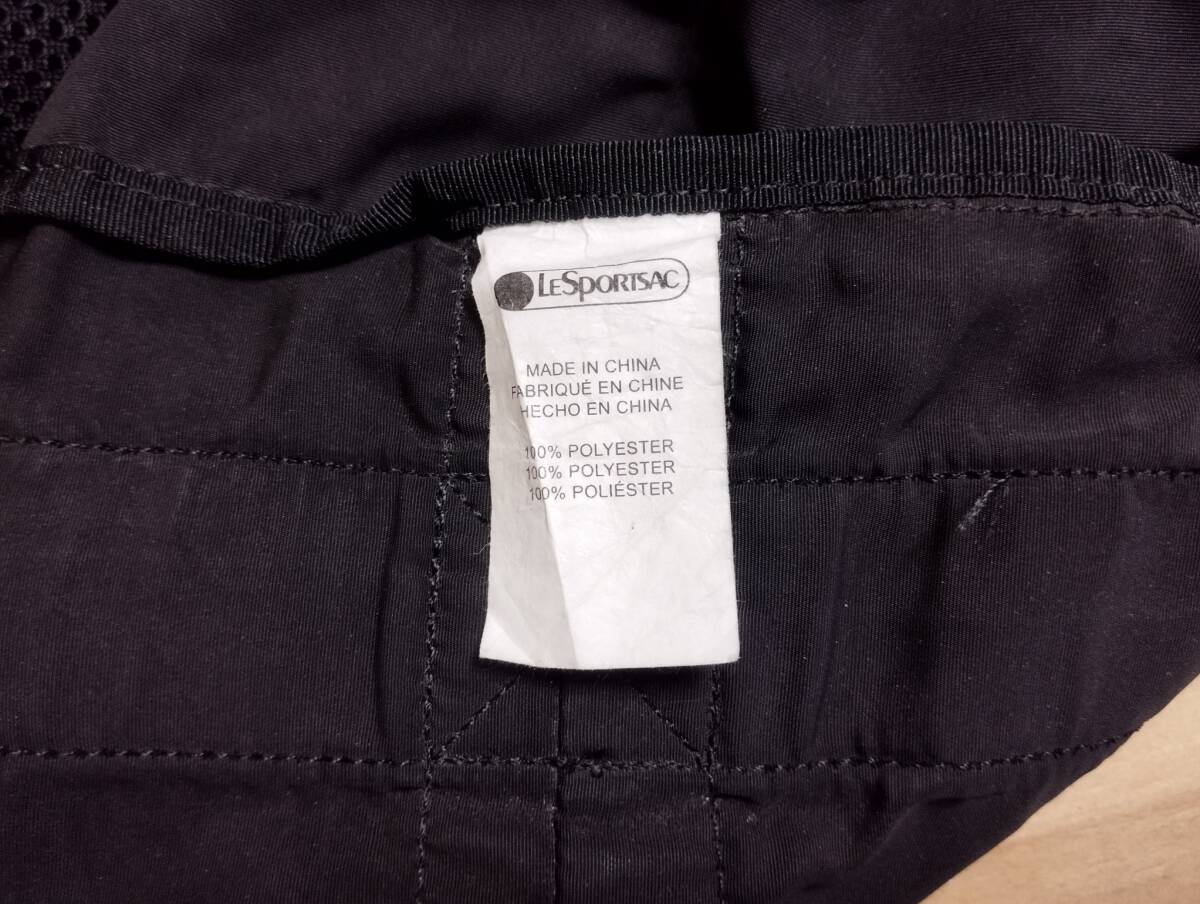 LESPORTSAC
MADE IN CHINA
FABRIQUÉ EN CHINE
HECHO EN CHINA
100% POLYESTER
100% POLYESTER
100% POLIÉSTER